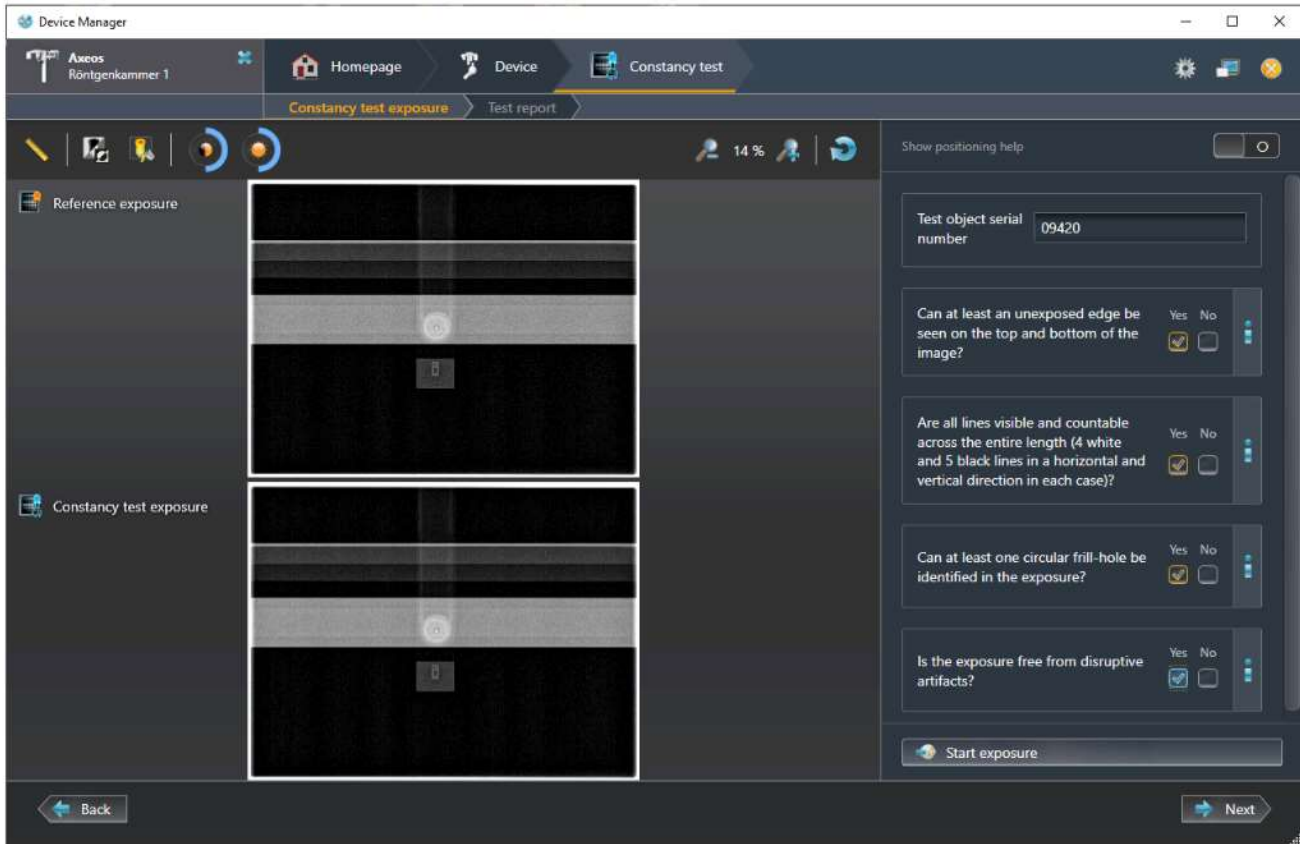 Device Manager
Axeos
Röntgenkammer 1
Homepage
Device
Constancy test
Constancy test exposure
Test report
14 %
Show positioning help
Reference exposure
Test object serial
number
09420
Can at least an unexposed edge be
seen on the top and bottom of the
image?
Yes No
Are all lines visible and countable
across the entire length (4 white
and 5 black lines in a horizontal and
vertical direction in each case)?
Yes No
Constancy test exposure
Can at least one circular frill-hole be
identified in the exposure?
Yes No
Is the exposure free from disruptive
artifacts?
Yes No
Start exposure
Back
Next